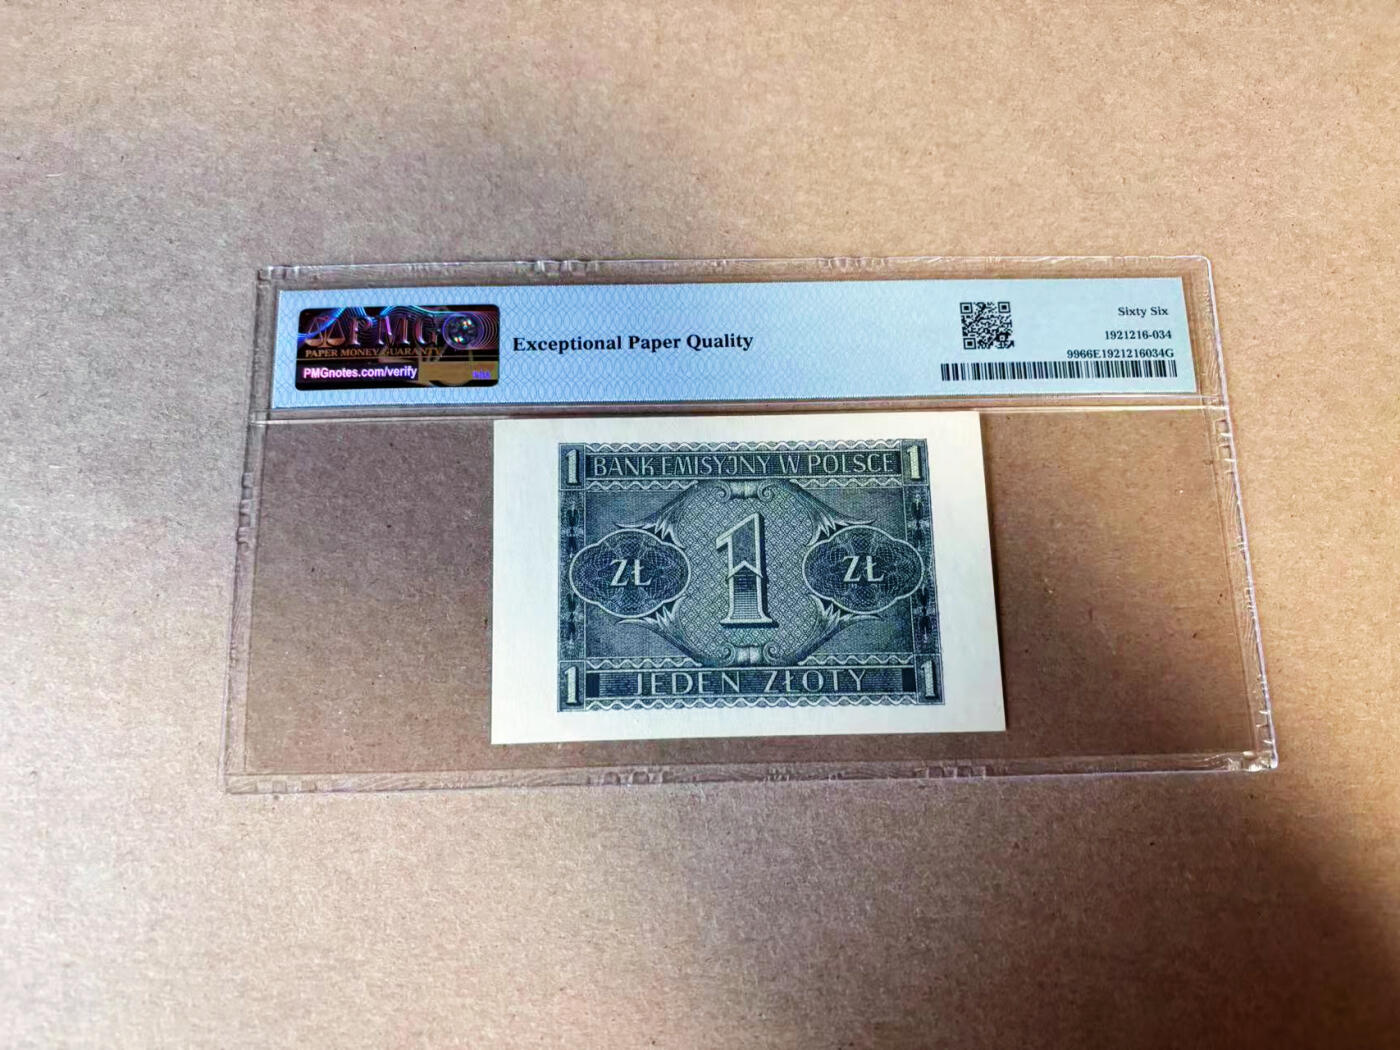 PMG
PAPER MONEY GUARANTY
PMGnotes.com/verify
Exceptional Paper Quality
Sixty Six
1921216-034
9966E1921216034G
1 BANK EMISYJNY W POLSCE 1
ZŁ 1 ZŁ
1 JEDEN ZŁOTY 1